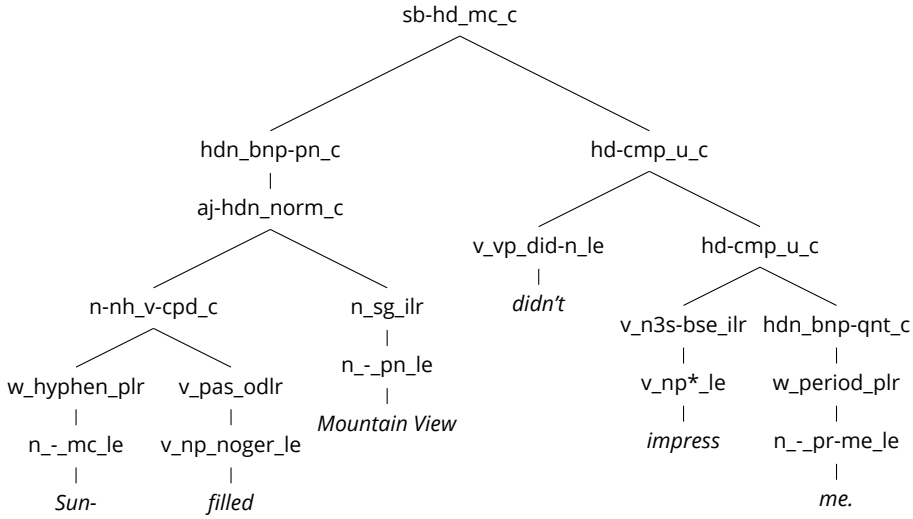 sb-hd_mc_c
hdn_bnp-pn_c hd-cmp_u_c
aj-hdn_norm_c
v_vp_did-n_le hd-cmp_u_c
didn't
n-nh_v-cpd_c n_sg_ilr
v_n3s-bse_ilr hdn_bnp-qnt_c
n_-_pn_le
w_hyphen_plr v_pas_odlr
v_np*_le w_period_plr
Mountain View
n_-_mc_le v_np_noger_le
impress n_-_pr-me_le
Sun- filled
me.